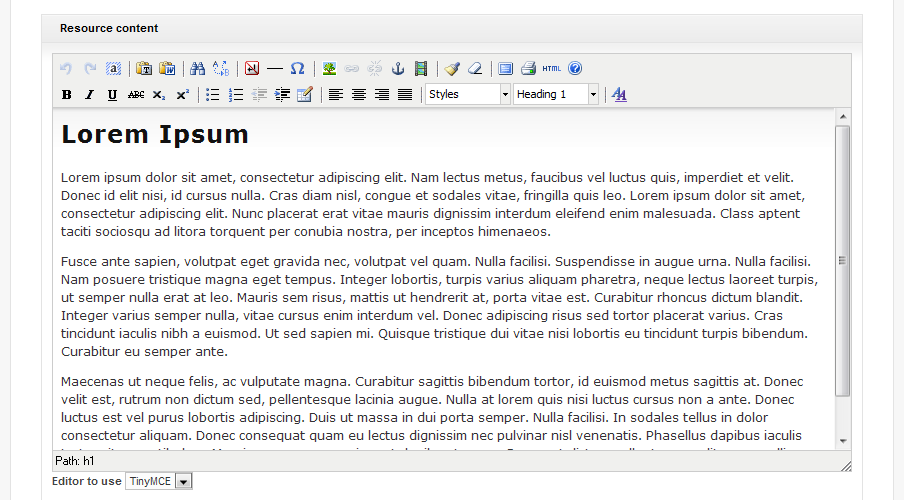 Resource content
HTML
B I U ABC x₂ x²
Styles Heading 1
Lorem Ipsum
Lorem ipsum dolor sit amet, consectetur adipiscing elit. Nam lectus metus, faucibus vel luctus quis, imperdiet et velit.
Donec id elit nisi, id cursus nulla. Cras diam nisl, congue et sodales vitae, fringilla quis leo. Lorem ipsum dolor sit amet,
consectetur adipiscing elit. Nunc placerat erat vitae mauris dignissim interdum eleifend enim malesuada. Class aptent
taciti sociosqu ad litora torquent per conubia nostra, per inceptos himenaeos.
Fusce ante sapien, volutpat eget gravida nec, volutpat vel quam. Nulla facilisi. Suspendisse in augue urna. Nulla facilisi.
Nam posuere tristique magna eget tempus. Integer lobortis, turpis varius aliquam pharetra, neque lectus laoreet turpis,
ut semper nulla erat at leo. Mauris sem risus, mattis ut hendrerit at, porta vitae est. Curabitur rhoncus dictum blandit.
Integer varius semper nulla, vitae cursus enim interdum vel. Donec adipiscing risus sed tortor placerat varius. Cras
tincidunt iaculis nibh a euismod. Ut sed sapien mi. Quisque tristique dui vitae nisi lobortis eu tincidunt turpis bibendum.
Curabitur eu semper ante.
Maecenas ut neque felis, ac vulputate magna. Curabitur sagittis bibendum tortor, id euismod metus sagittis at. Donec
velit est, rutrum non dictum sed, pellentesque lacinia augue. Nulla at lorem quis nisi luctus cursus non a ante. Donec
luctus est vel purus lobortis adipiscing. Duis ut massa in dui porta semper. Nulla facilisi. In sodales tellus in dolor
consectetur aliquam. Donec consequat quam eu lectus dignissim nec pulvinar nisl venenatis. Phasellus dapibus iaculis
Path: h1
Editor to use TinyMCE